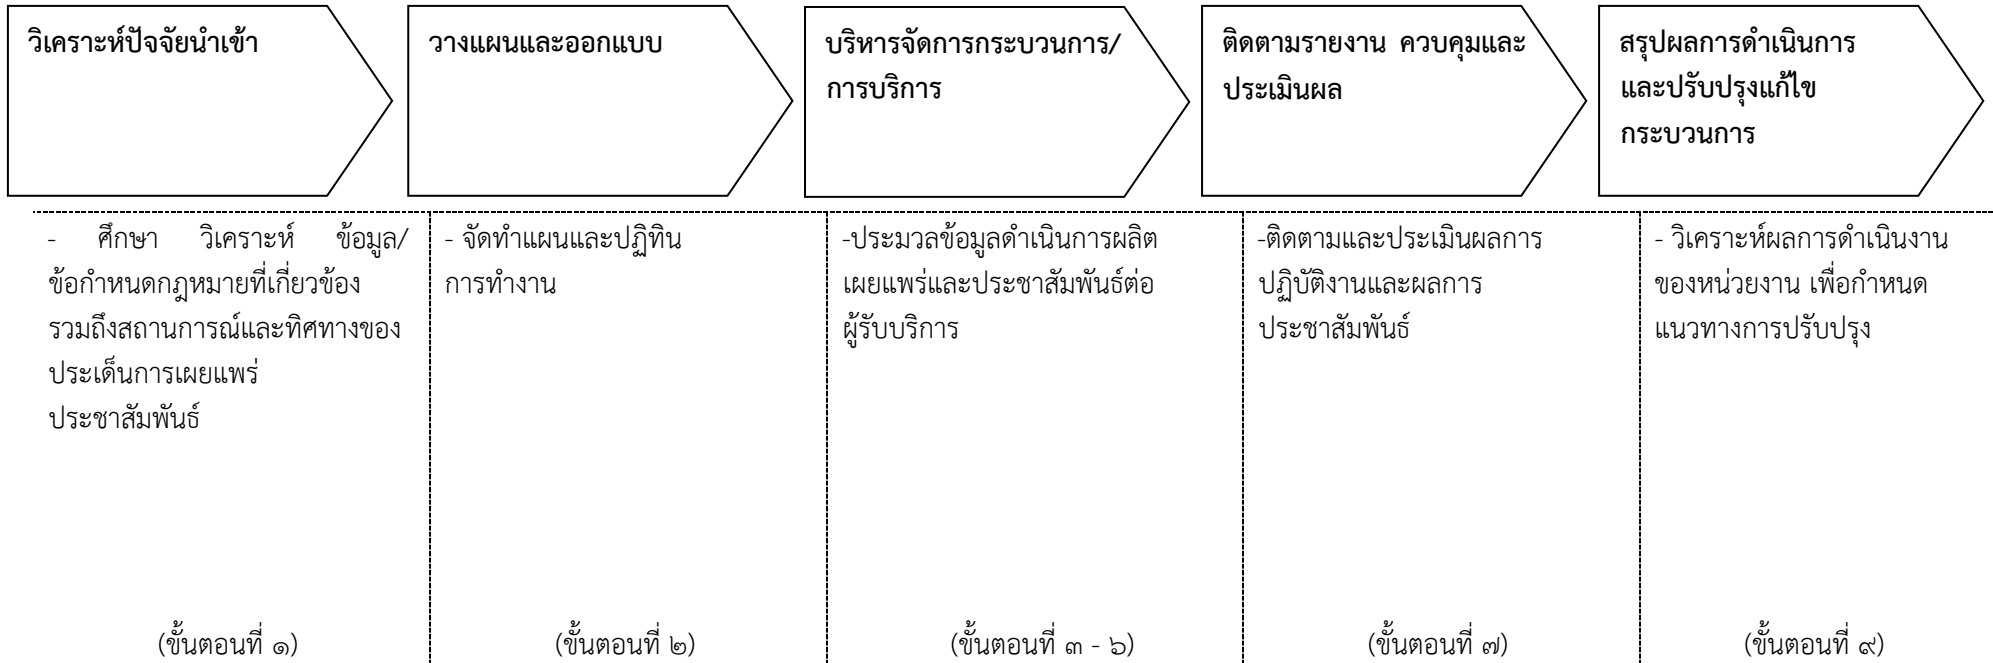 วิเคราะห์ปัจจัยนำเข้า
วางแผนและออกแบบ
บริหารจัดการกระบวนการ/
การบริการ
ติดตามรายงาน ควบคุมและ
ประเมินผล
สรุปผลการดำเนินการ
และปรับปรุงแก้ไข
กระบวนการ
- ศึกษา วิเคราะห์ ข้อมูล/
ข้อกำหนดกฎหมายที่เกี่ยวข้อง
รวมถึงสถานการณ์และทิศทางของ
ประเด็นการเผยแพร่
ประชาสัมพันธ์
(ขั้นตอนที่ ๑)
- จัดทำแผนและปฏิทิน
การทำงาน
(ขั้นตอนที่ ๒)
-ประมวลข้อมูลดำเนินการผลิต
เผยแพร่และประชาสัมพันธ์ต่อ
ผู้รับบริการ
(ขั้นตอนที่ ๓ - ๖)
-ติดตามและประเมินผลการ
ปฏิบัติงานและผลการ
ประชาสัมพันธ์
(ขั้นตอนที่ ๗)
- วิเคราะห์ผลการดำเนินงาน
ของหน่วยงาน เพื่อกำหนด
แนวทางการปรับปรุง
(ขั้นตอนที่ ๙)